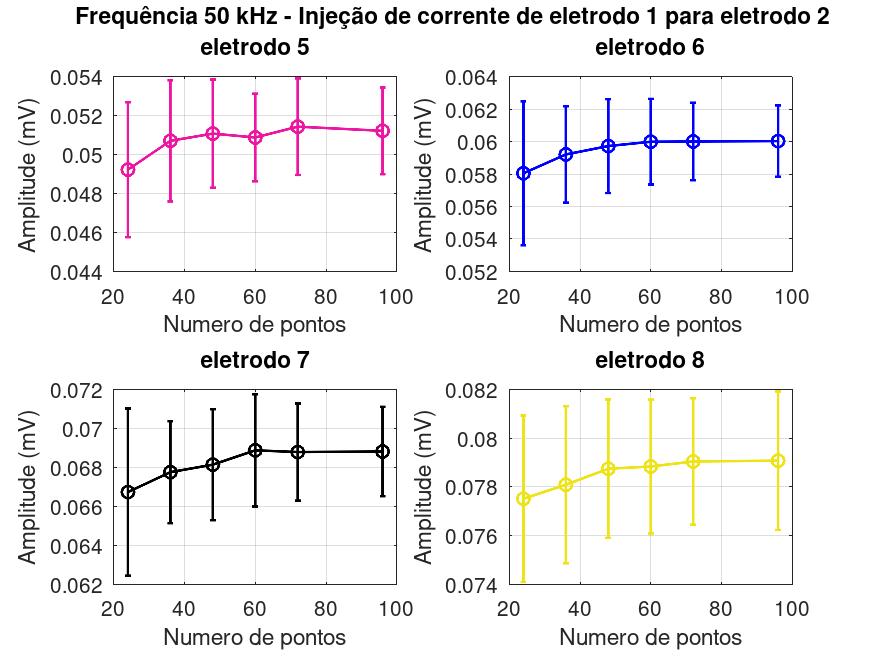 Frequência 50 kHz - Injeção de corrente de eletrodo 1 para eletrodo 2
eletrodo 5
0.054
0.052
0.05
0.048
0.046
0.044
Amplitude (mV)
20 40 60 80 100
Numero de pontos
eletrodo 6
0.064
0.062
0.06
0.058
0.056
0.054
0.052
Amplitude (mV)
20 40 60 80 100
Numero de pontos
eletrodo 7
0.072
0.07
0.068
0.066
0.064
0.062
Amplitude (mV)
20 40 60 80 100
Numero de pontos
eletrodo 8
0.082
0.08
0.078
0.076
0.074
Amplitude (mV)
20 40 60 80 100
Numero de pontos